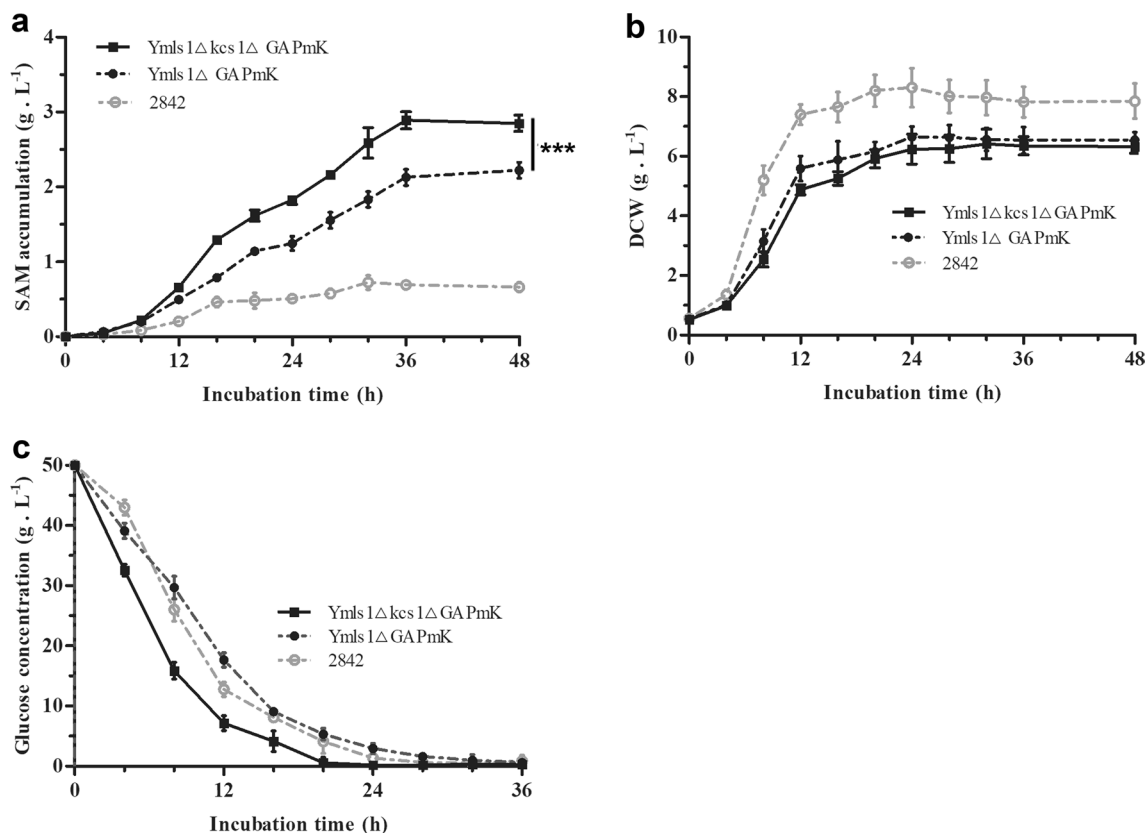 a
SAM accumulation (g . L⁻¹)
4
3
2
1
0
Ymls1△kcs1△ GAPmK
Ymls1△ GAPmK
2842
***
0 12 24 36 48
Incubation time (h)
b
DCW (g . L⁻¹)
10
8
6
4
2
0
Ymls1△kcs1△GAPmK
Ymls1△ GAPmK
2842
0 12 24 36 48
Incubation time (h)
c
Glucose concentration (g . L⁻¹)
50
40
30
20
10
0
Ymls1△kcs1△GAPmK
Ymls1△GAPmK
2842
0 12 24 36
Incubation time (h)